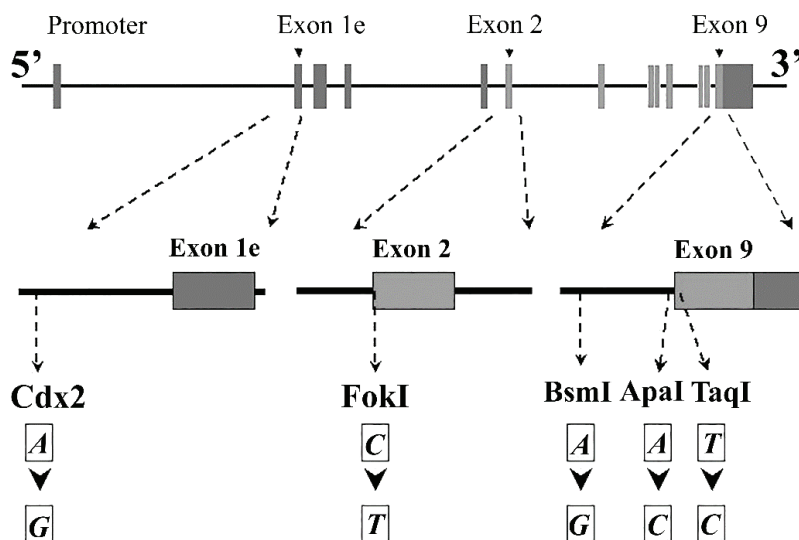 Promoter Exon 1e Exon 2 Exon 9
5’ 3’
Exon 1e Exon 2 Exon 9
Cdx2 FokI BsmI ApaI TaqI
A C A A T
G T G C C